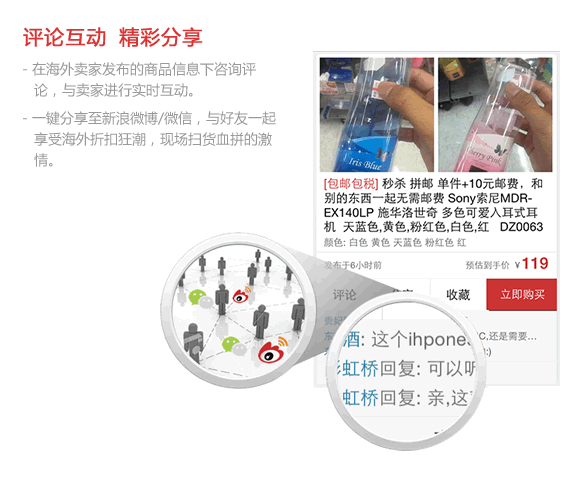 评论互动 精彩分享
- 在海外卖家发布的商品信息下咨询评
论，与卖家进行实时互动。
- 一键分享至新浪微博/微信，与好友一起
享受海外折扣狂潮，现场扫货血拼的激
情。
Iris Blue
[包邮包税] 秒杀 拼邮 单件+10元邮费，和
别的东西一起无需邮费 Sony索尼MDR-
EX140LP 施华洛世奇 多色可爱入耳式耳
机 天蓝色,黄色,粉红色,白色,红 DZ0063
颜色: 白色 黄色 天蓝色 粉红色 红
发布于6小时前 预估到手价 ¥119
评论 收藏 立即购买
C,还是需要...
酒: 这个ihpones
虹桥回复: 可以听
虹桥回复: 亲,这